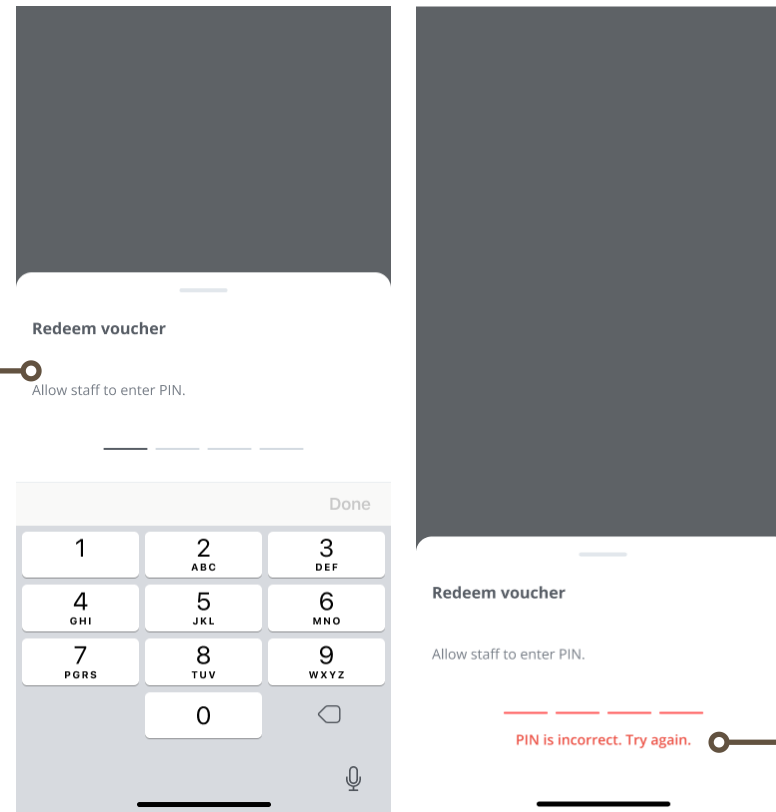 Redeem voucher
Allow staff to enter PIN.
Done
1
2
ABC
3
DEF
4
GHI
5
JKL
6
MNO
7
PGRS
8
TUV
9
WXYZ
0
Redeem voucher
Allow staff to enter PIN.
PIN is incorrect. Try again.